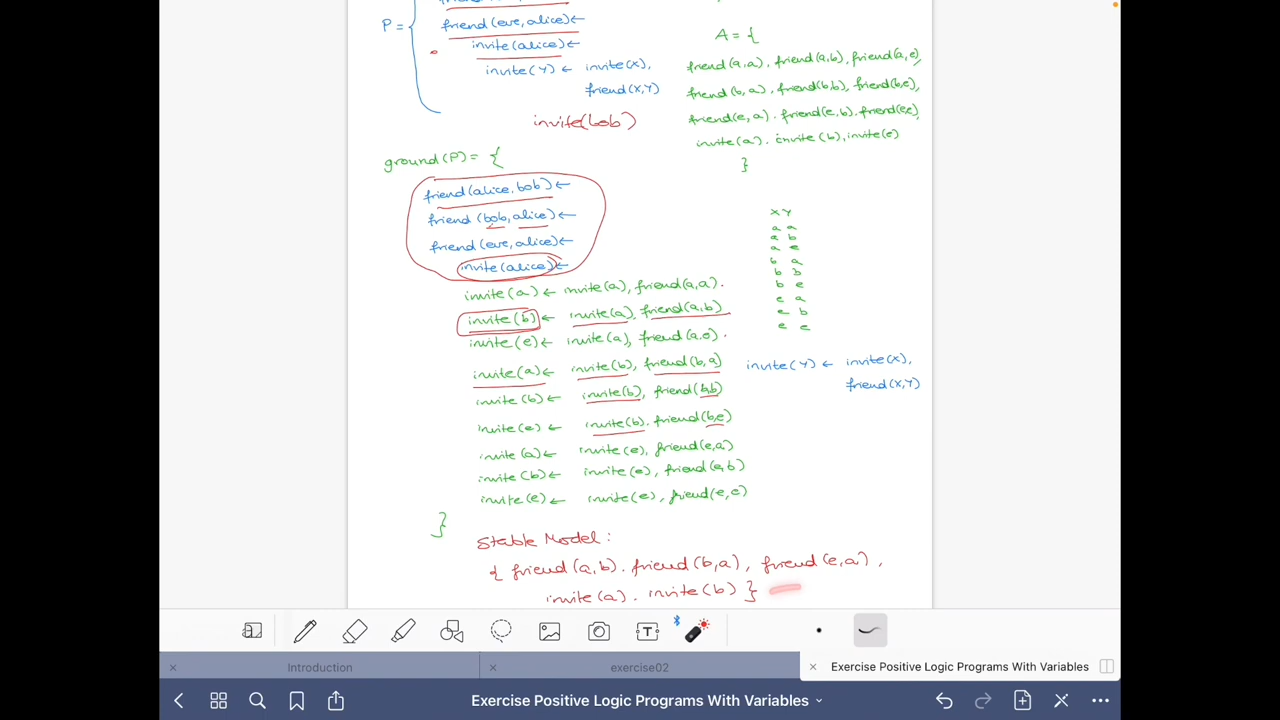 P = {
friend(eve, alice)←
invite(alice)←
invite(Y) ← invite(X),
friend(X,Y)
invite(bob)
A = {
friend(a,a), friend(a,b), friend(a,e),
friend(b,a), friend(b,b), friend(b,e),
friend(e,a), friend(e,b), friend(e,e),
invite(a), invite(b), invite(e)
}
ground(P) = {
friend(alice,bob)←
friend(bob,alice)←
friend(eve,alice)←
invite(alice)←
invite(a) ← invite(a), friend(a,a).
invite(b) ← invite(a), friend(a,b)
invite(e) ← invite(a), friend(a,e).
invite(a) ← invite(b), friend(b,a)
invite(b) ← invite(b), friend(b,b)
invite(e) ← invite(b), friend(b,e)
invite(a) ← invite(e), friend(e,a)
invite(b) ← invite(e), friend(e,b)
invite(e) ← invite(e), friend(e,e)
}
X Y
a a
a b
a e
b a
b b
b e
e a
e b
e e
invite(Y) ← invite(X),
friend(X,Y)
Stable Model:
{ friend(a,b), friend(b,a), friend(e,a),
invite(a), invite(b) }
T
× Introduction
× exercise02
× Exercise Positive Logic Programs With Variables
Exercise Positive Logic Programs With Variables